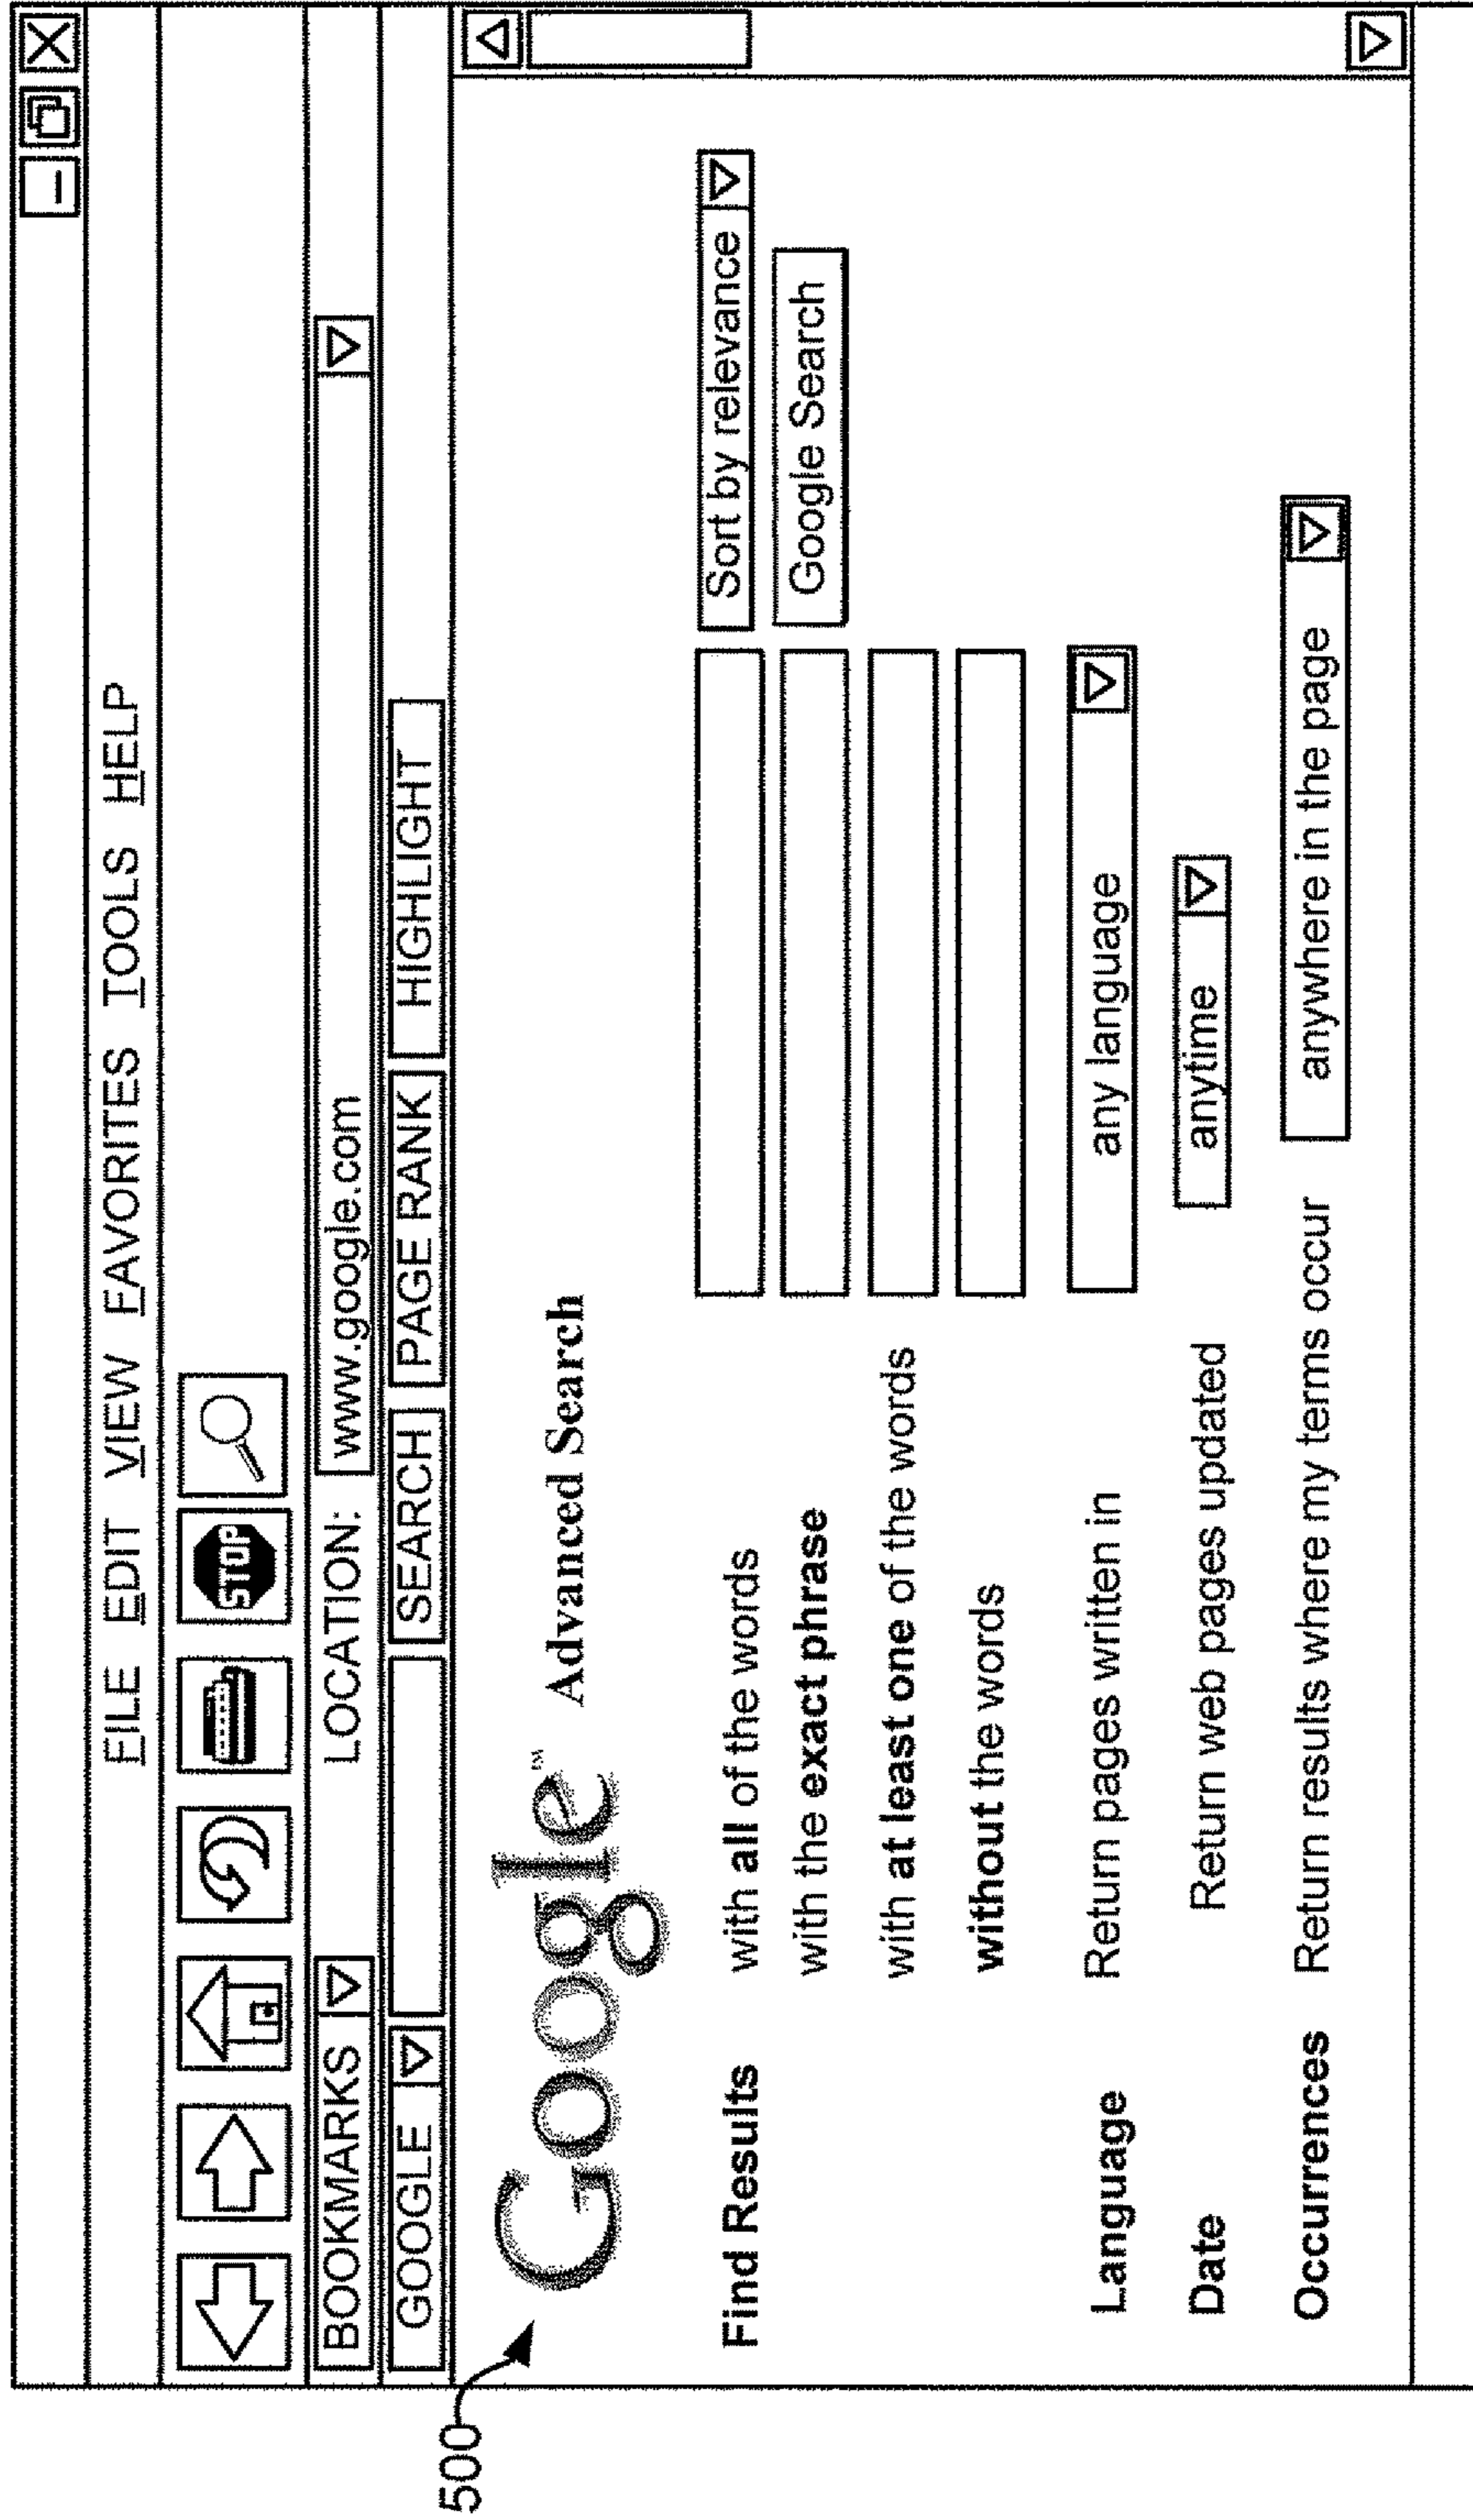 FILE EDIT VIEW FAVORITES TOOLS HELP
STOP
BOOKMARKS LOCATION: www.google.com
GOOGLE SEARCH PAGE RANK HIGHLIGHT
500
Google™ Advanced Search
Find Results with all of the words Sort by relevance
with the exact phrase Google Search
with at least one of the words
without the words
Language Return pages written in any language
Date Return web pages updated anytime
Occurrences Return results where my terms occur anywhere in the page